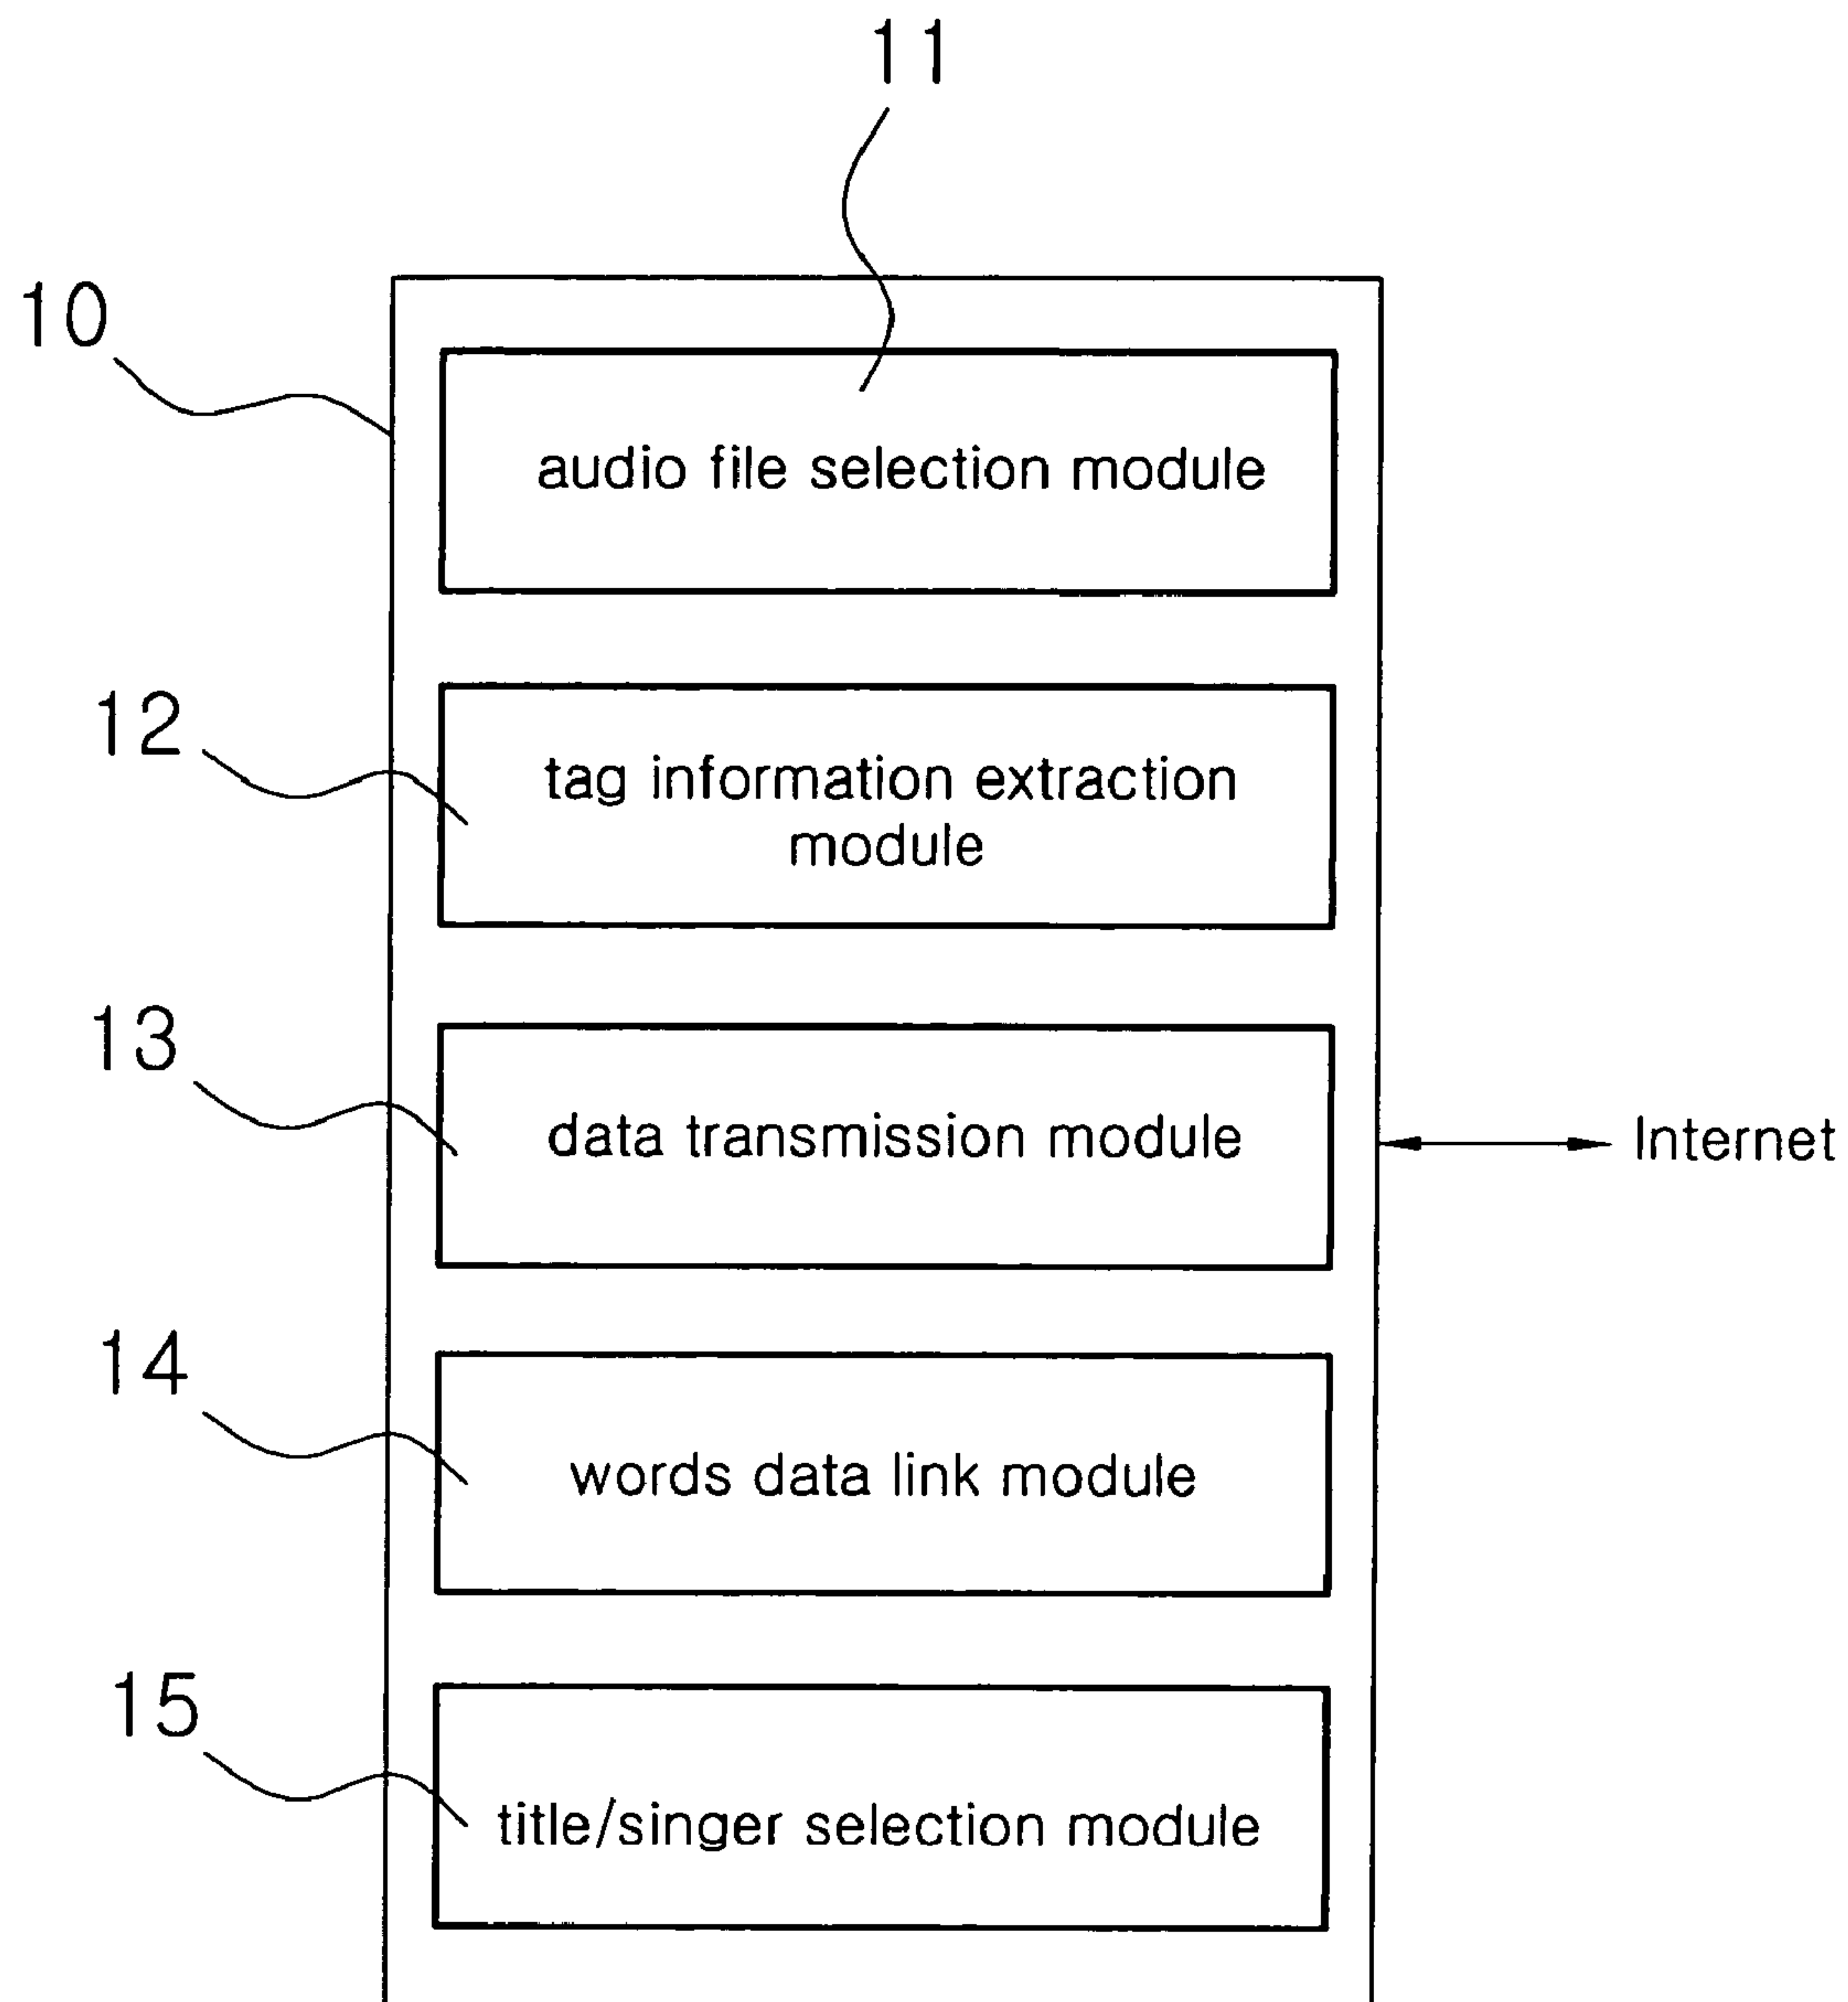 11
10
audio file selection module
12
tag information extraction
module
13
data transmission module
Internet
14
words data link module
15
title/singer selection module